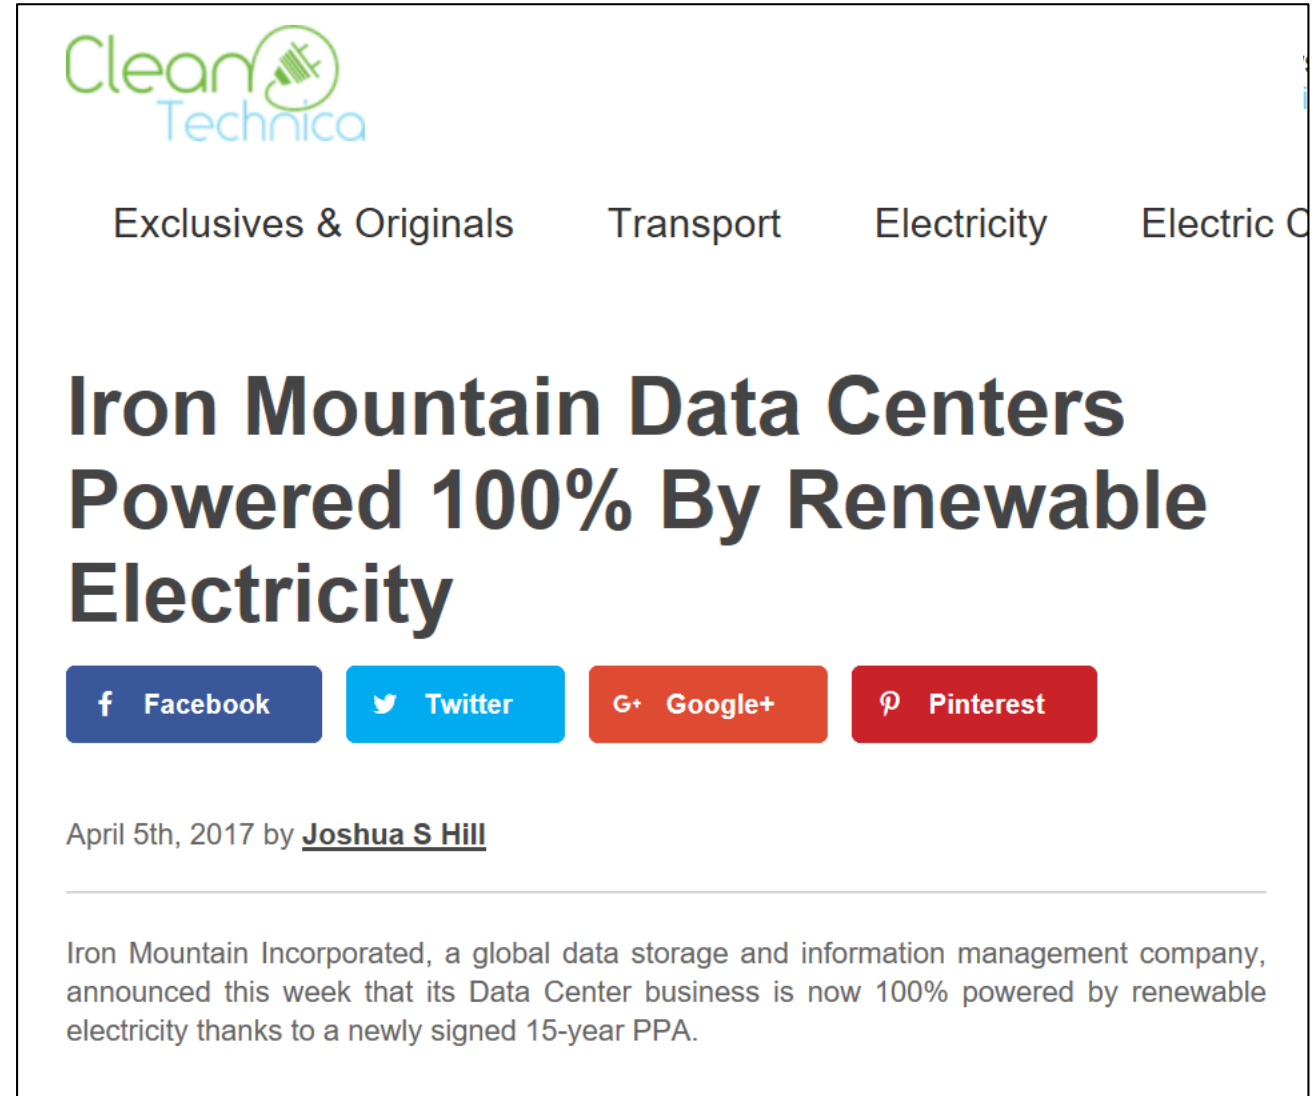 Clean
Technica
Exclusives & Originals Transport Electricity Electric C
Iron Mountain Data Centers
Powered 100% By Renewable
Electricity
Facebook Twitter G+ Google+ Pinterest
April 5th, 2017 by Joshua S Hill
Iron Mountain Incorporated, a global data storage and information management company,
announced this week that its Data Center business is now 100% powered by renewable
electricity thanks to a newly signed 15-year PPA.